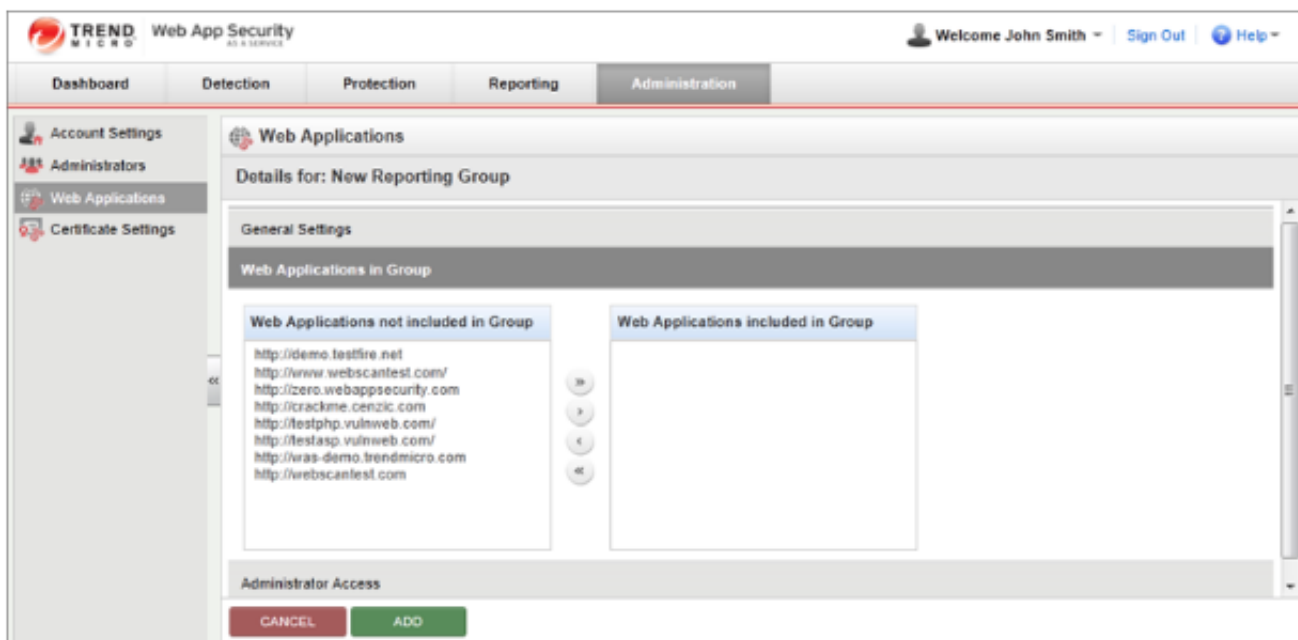 TREND MICRO Web App Security AS A SERVICE
Welcome John Smith Sign Out Help
Dashboard Detection Protection Reporting Administration
Account Settings
Administrators
Web Applications
Certificate Settings
Web Applications
Details for: New Reporting Group
General Settings
Web Applications in Group
Web Applications not included in Group
http://demo.testfire.net
http://www.webscantest.com/
http://zero.webappsecurity.com
http://crackme.cenzic.com
http://testphp.vulnweb.com/
http://testasp.vulnweb.com/
http://was-demo.trendmicro.com
http://webscantest.com
» 
›
‹
«
Web Applications included in Group
«
Administrator Access
CANCEL ADD